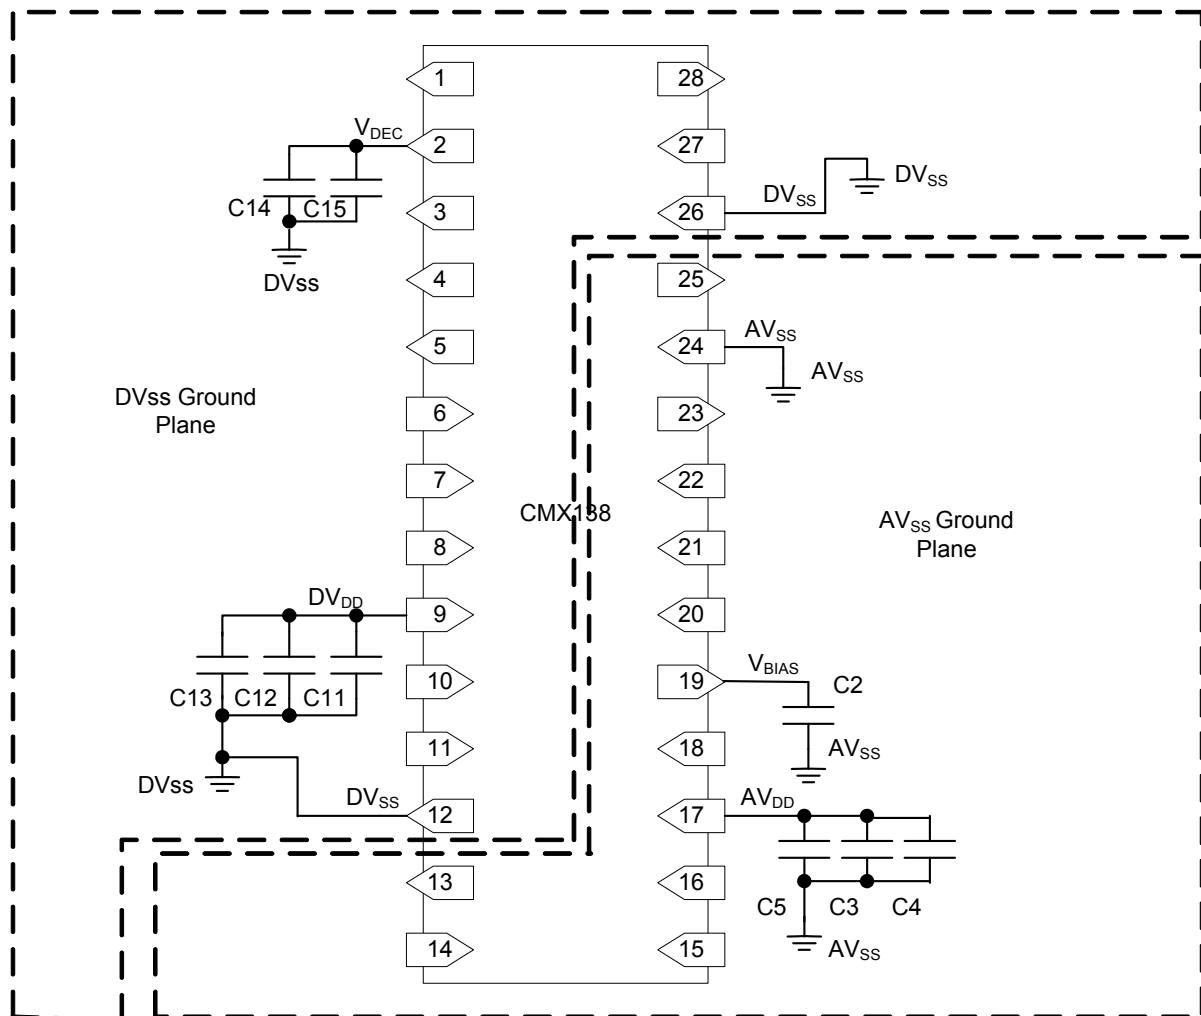 1
28
V_DEC
2
27
C14
C15
3
26
DV_SS
DV_SS
DVss
4
25
5
24
AV_SS
AV_SS
DVss Ground
Plane
6
23
7
22
CMX138
AV_SS Ground
Plane
8
21
DV_DD
9
20
C13
C12
C11
10
19
V_BIAS
C2
11
18
AV_SS
DVss
DV_SS
12
17
AV_DD
13
16
C5
C3
C4
14
15
AV_SS